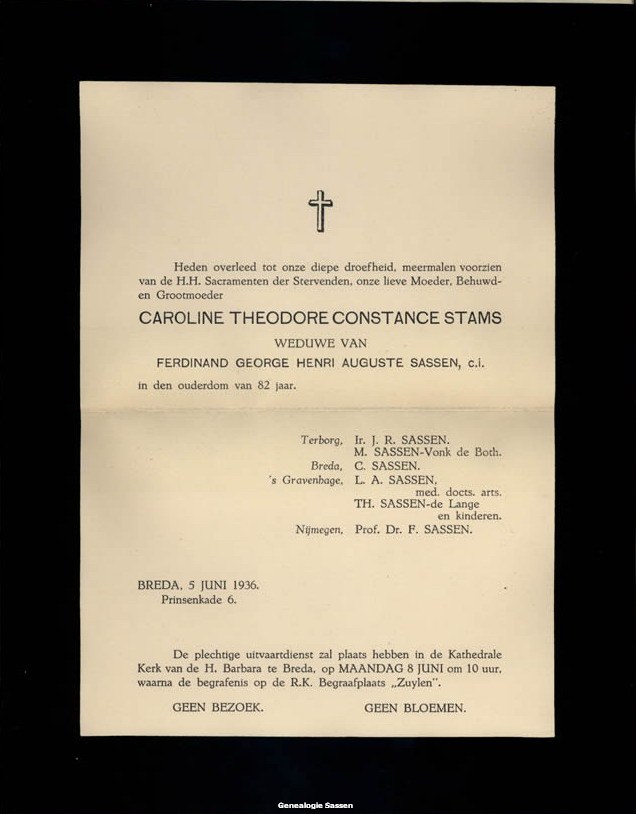 Heden overleed tot onze diepe droefheid, meermalen voorzien
van de H.H. Sacramenten der Stervenden, onze lieve Moeder, Behuwd-
en Grootmoeder
CAROLINE THEODORE CONSTANCE STAMS
WEDUWE VAN
FERDINAND GEORGE HENRI AUGUSTE SASSEN, c.i.
in den ouderdom van 82 jaar.
Terborg, Ir. J. R. SASSEN.
M. SASSEN-Vonk de Both.
Breda, C. SASSEN.
's Gravenhage, L. A. SASSEN,
med. docts. arts.
TH. SASSEN-de Lange
en kinderen.
Nijmegen, Prof. Dr. F. SASSEN.
BREDA, 5 JUNI 1936.
Prinsenkade 6.
De plechtige uitvaartdienst zal plaats hebben in de Kathedrale
Kerk van de H. Barbara te Breda, op MAANDAG 8 JUNI om 10 uur,
waarna de begrafenis op de R.K. Begraafplaats „Zuylen".
GEEN BEZOEK. GEEN BLOEMEN.
Genealogie Sassen